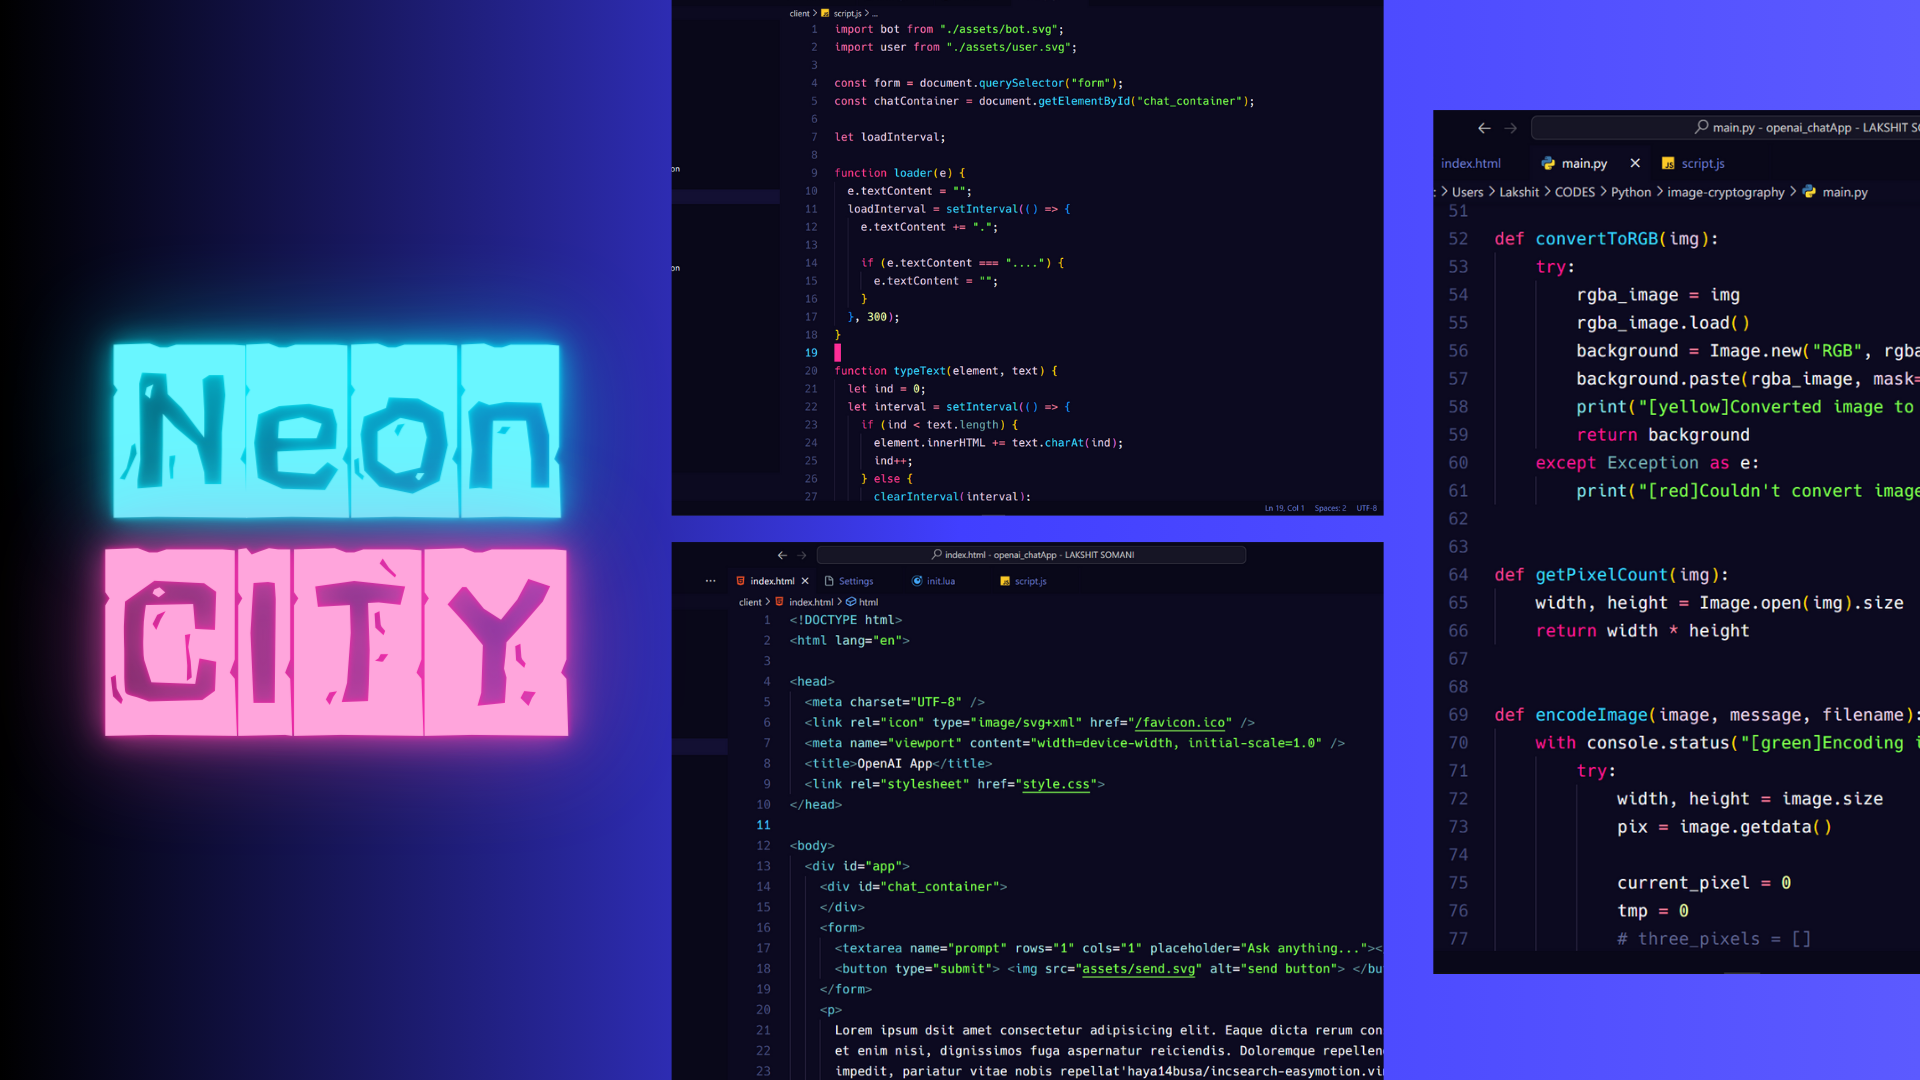 Neon
CITY
client > script.js > ...
1 import bot from "./assets/bot.svg";
2 import user from "./assets/user.svg";
3
4 const form = document.querySelector("form");
5 const chatContainer = document.getElementById("chat_container");
6
7 let loadInterval;
8
9 function loader(e) {
10 e.textContent = "";
11 loadInterval = setInterval(() => {
12 e.textContent += ".";
13
14 if (e.textContent === "....") {
15 e.textContent = "";
16 }
17 }, 300);
18 }
19
20 function typeText(element, text) {
21 let ind = 0;
22 let interval = setInterval(() => {
23 if (ind < text.length) {
24 element.innerHTML += text.charAt(ind);
25 ind++;
26 } else {
27 clearInterval(interval);
on
on
Ln 19, Col 1 Spaces: 2 UTF-8
index.html - openai_chatApp - LAKSHIT SOMANI
... index.html × Settings init.lua script.js
client > index.html > html
1 <!DOCTYPE html>
2 <html lang="en">
3
4 <head>
5 <meta charset="UTF-8" />
6 <link rel="icon" type="image/svg+xml" href="/favicon.ico" />
7 <meta name="viewport" content="width=device-width, initial-scale=1.0" />
8 <title>OpenAI App</title>
9 <link rel="stylesheet" href="style.css">
10 </head>
11
12 <body>
13 <div id="app">
14 <div id="chat_container">
15 </div>
16 <form>
17 <textarea name="prompt" rows="1" cols="1" placeholder="Ask anything..."><
18 <button type="submit"> <img src="assets/send.svg" alt="send button"> </bu
19 </form>
20 <p>
21 Lorem ipsum dsit amet consectetur adipisicing elit. Eaque dicta rerum con
22 et enim nisi, dignissimos fuga aspernatur reiciendis. Doloremque repellen
23 impedit, pariatur vitae nobis repellat'haya14busa/incsearch-easymotion.vi
main.py - openai_chatApp - LAKSHIT SO
index.html main.py × script.js
: > Users > Lakshit > CODES > Python > image-cryptography > main.py
51
52 def convertToRGB(img):
53 try:
54 rgba_image = img
55 rgba_image.load()
56 background = Image.new("RGB", rgba
57 background.paste(rgba_image, mask=
58 print("[yellow]Converted image to
59 return background
60 except Exception as e:
61 print("[red]Couldn't convert image
62
63
64 def getPixelCount(img):
65 width, height = Image.open(img).size
66 return width * height
67
68
69 def encodeImage(image, message, filename):
70 with console.status("[green]Encoding i
71 try:
72 width, height = image.size
73 pix = image.getdata()
74
75 current_pixel = 0
76 tmp = 0
77 # three_pixels = []